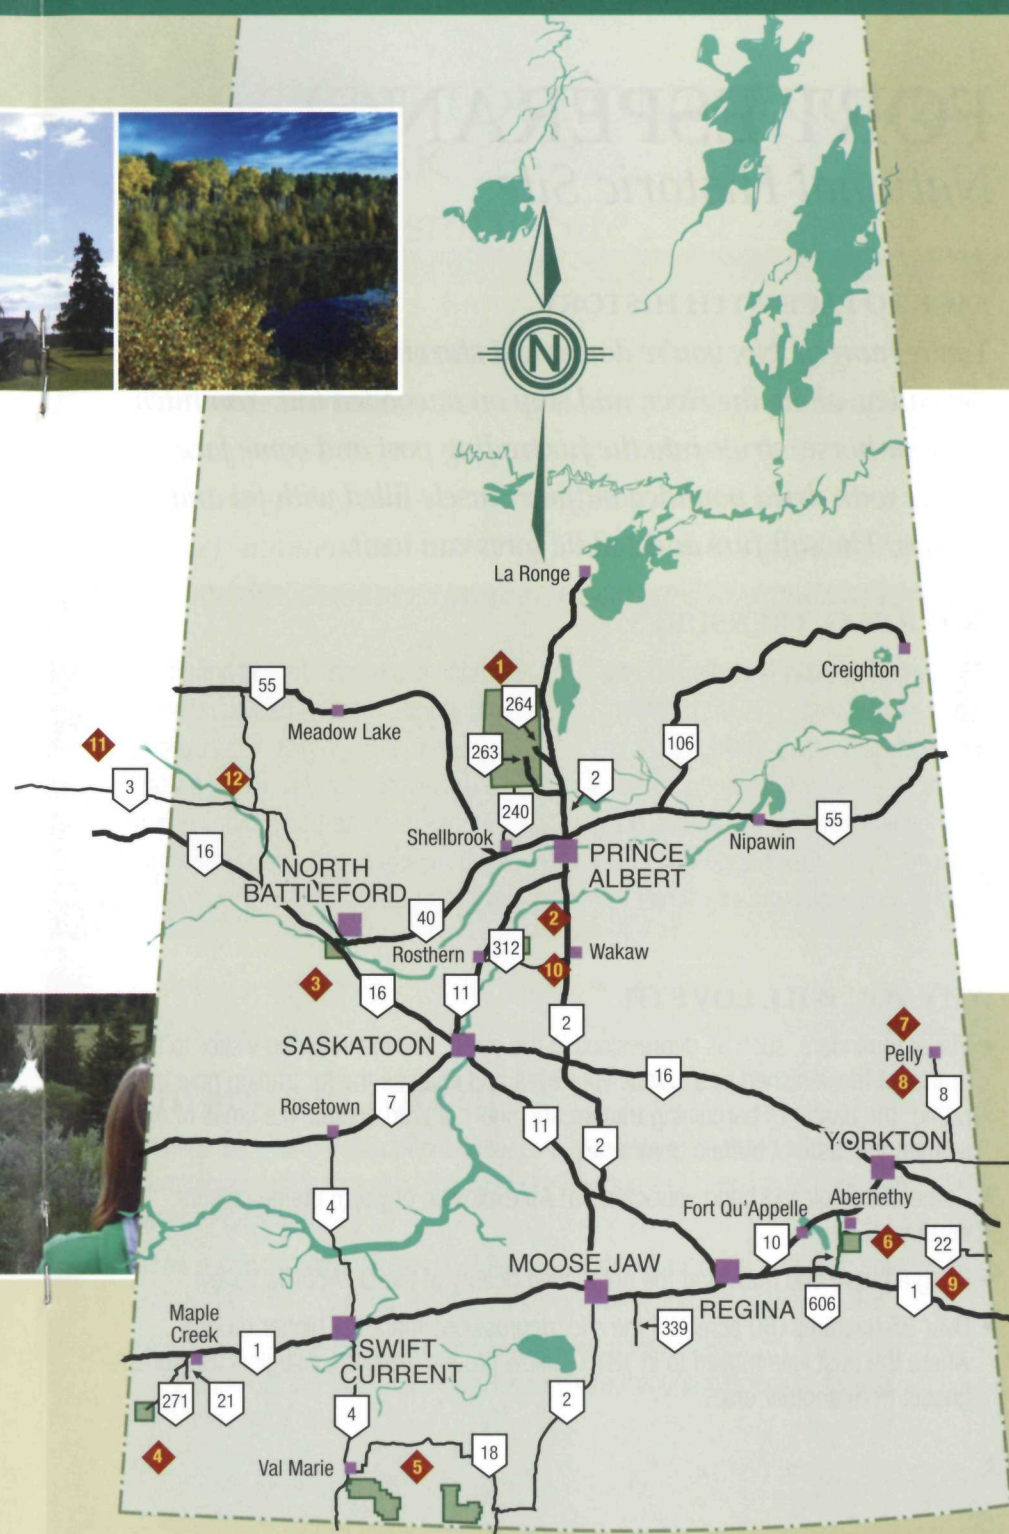 N
La Ronge
Creighton
1
264
55
Meadow Lake
263
106
11
12
3
2
240
55
Shellbrook
Nipawin
16
PRINCE
ALBERT
NORTH
BATTLEFORD
40
2
312
Rosthern
Wakaw
10
3
16
11
2
7
SASKATOON
Pelly
16
8
8
7
Rosetown
11
2
YORKTON
Abernethy
4
Fort Qu'Appelle
10
6
22
MOOSE JAW
9
1
606
REGINA
339
Maple
Creek
1
SWIFT
CURRENT
271
21
4
2
4
18
Val Marie
5